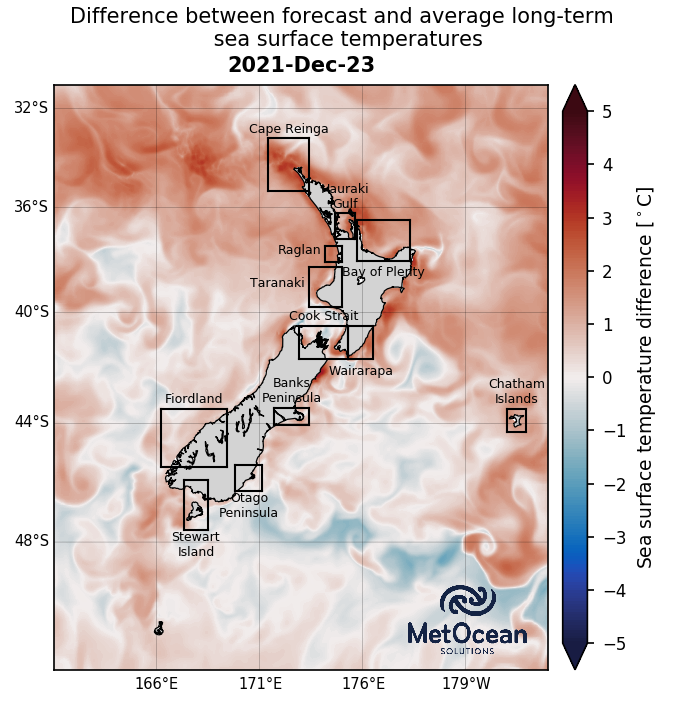 Difference between forecast and average long-term
sea surface temperatures
2021-Dec-23
32°S
36°S
40°S
44°S
48°S
166°E
171°E
176°E
179°W
Cape Reinga
Hauraki
Gulf
Raglan
Bay of Plenty
Taranaki
Cook Strait
Wairarapa
Banks
Peninsula
Fiordland
Chatham
Islands
Otago
Peninsula
Stewart
Island
MetOcean
SOLUTIONS
5
4
3
2
1
0
−1
−2
−3
−4
−5
Sea surface temperature difference [°C]